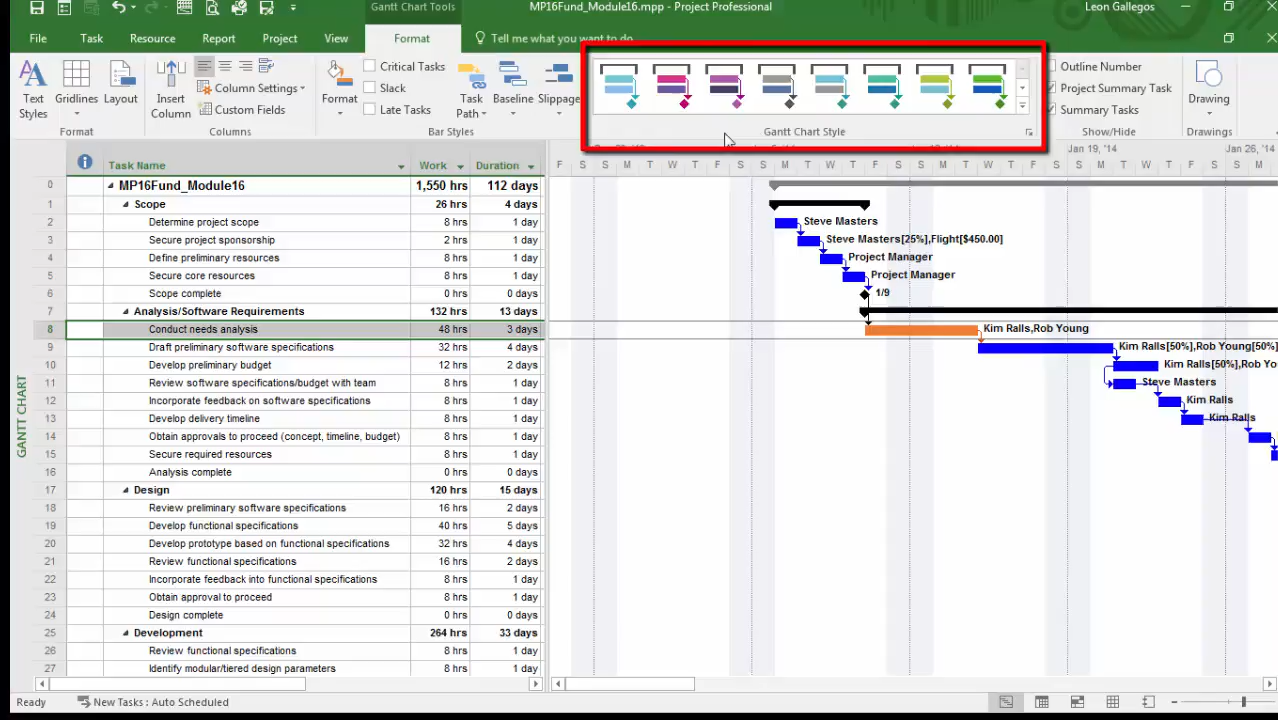 Gantt Chart Tools
MP16Fund_Module16.mpp - Project Professional
Leon Gallegos
File Task Resource Report Project View Format Tell me what you want to do
Text Styles
Gridlines
Layout
Format
Insert Column
Column Settings
Custom Fields
Columns
Format
Critical Tasks
Slack
Late Tasks
Task Path
Baseline
Slippage
Bar Styles
Gantt Chart Style
Outline Number
Project Summary Task
Summary Tasks
Show/Hide
Drawing
Drawings
Task Name Work Duration
Jan 19, '14 Jan 26, '14
F S S M T W T F S S M T W T F S S M T W T F S S M T W T F S S M
0 MP16Fund_Module16 1,550 hrs 112 days
1 Scope 26 hrs 4 days
2 Determine project scope 8 hrs 1 day Steve Masters
3 Secure project sponsorship 2 hrs 1 day Steve Masters[25%],Flight[$450.00]
4 Define preliminary resources 8 hrs 1 day Project Manager
5 Secure core resources 8 hrs 1 day Project Manager
6 Scope complete 0 hrs 0 days 1/9
7 Analysis/Software Requirements 132 hrs 13 days
8 Conduct needs analysis 48 hrs 3 days Kim Ralls,Rob Young
9 Draft preliminary software specifications 32 hrs 4 days Kim Ralls[50%],Rob Young[50%]
10 Develop preliminary budget 12 hrs 2 days Kim Ralls[50%],Rob Yo
11 Review software specifications/budget with team 8 hrs 1 day Steve Masters
12 Incorporate feedback on software specifications 8 hrs 1 day Kim Ralls
13 Develop delivery timeline 8 hrs 1 day Kim Ralls
14 Obtain approvals to proceed (concept, timeline, budget) 8 hrs 1 day
15 Secure required resources 8 hrs 1 day
16 Analysis complete 0 hrs 0 days
17 Design 120 hrs 15 days
18 Review preliminary software specifications 16 hrs 2 days
19 Develop functional specifications 40 hrs 5 days
20 Develop prototype based on functional specifications 32 hrs 4 days
21 Review functional specifications 16 hrs 2 days
22 Incorporate feedback into functional specifications 8 hrs 1 day
23 Obtain approval to proceed 8 hrs 1 day
24 Design complete 0 hrs 0 days
25 Development 264 hrs 33 days
26 Review functional specifications 8 hrs 1 day
27 Identify modular/tiered design parameters 8 hrs 1 day
GANTT CHART
Ready New Tasks : Auto Scheduled